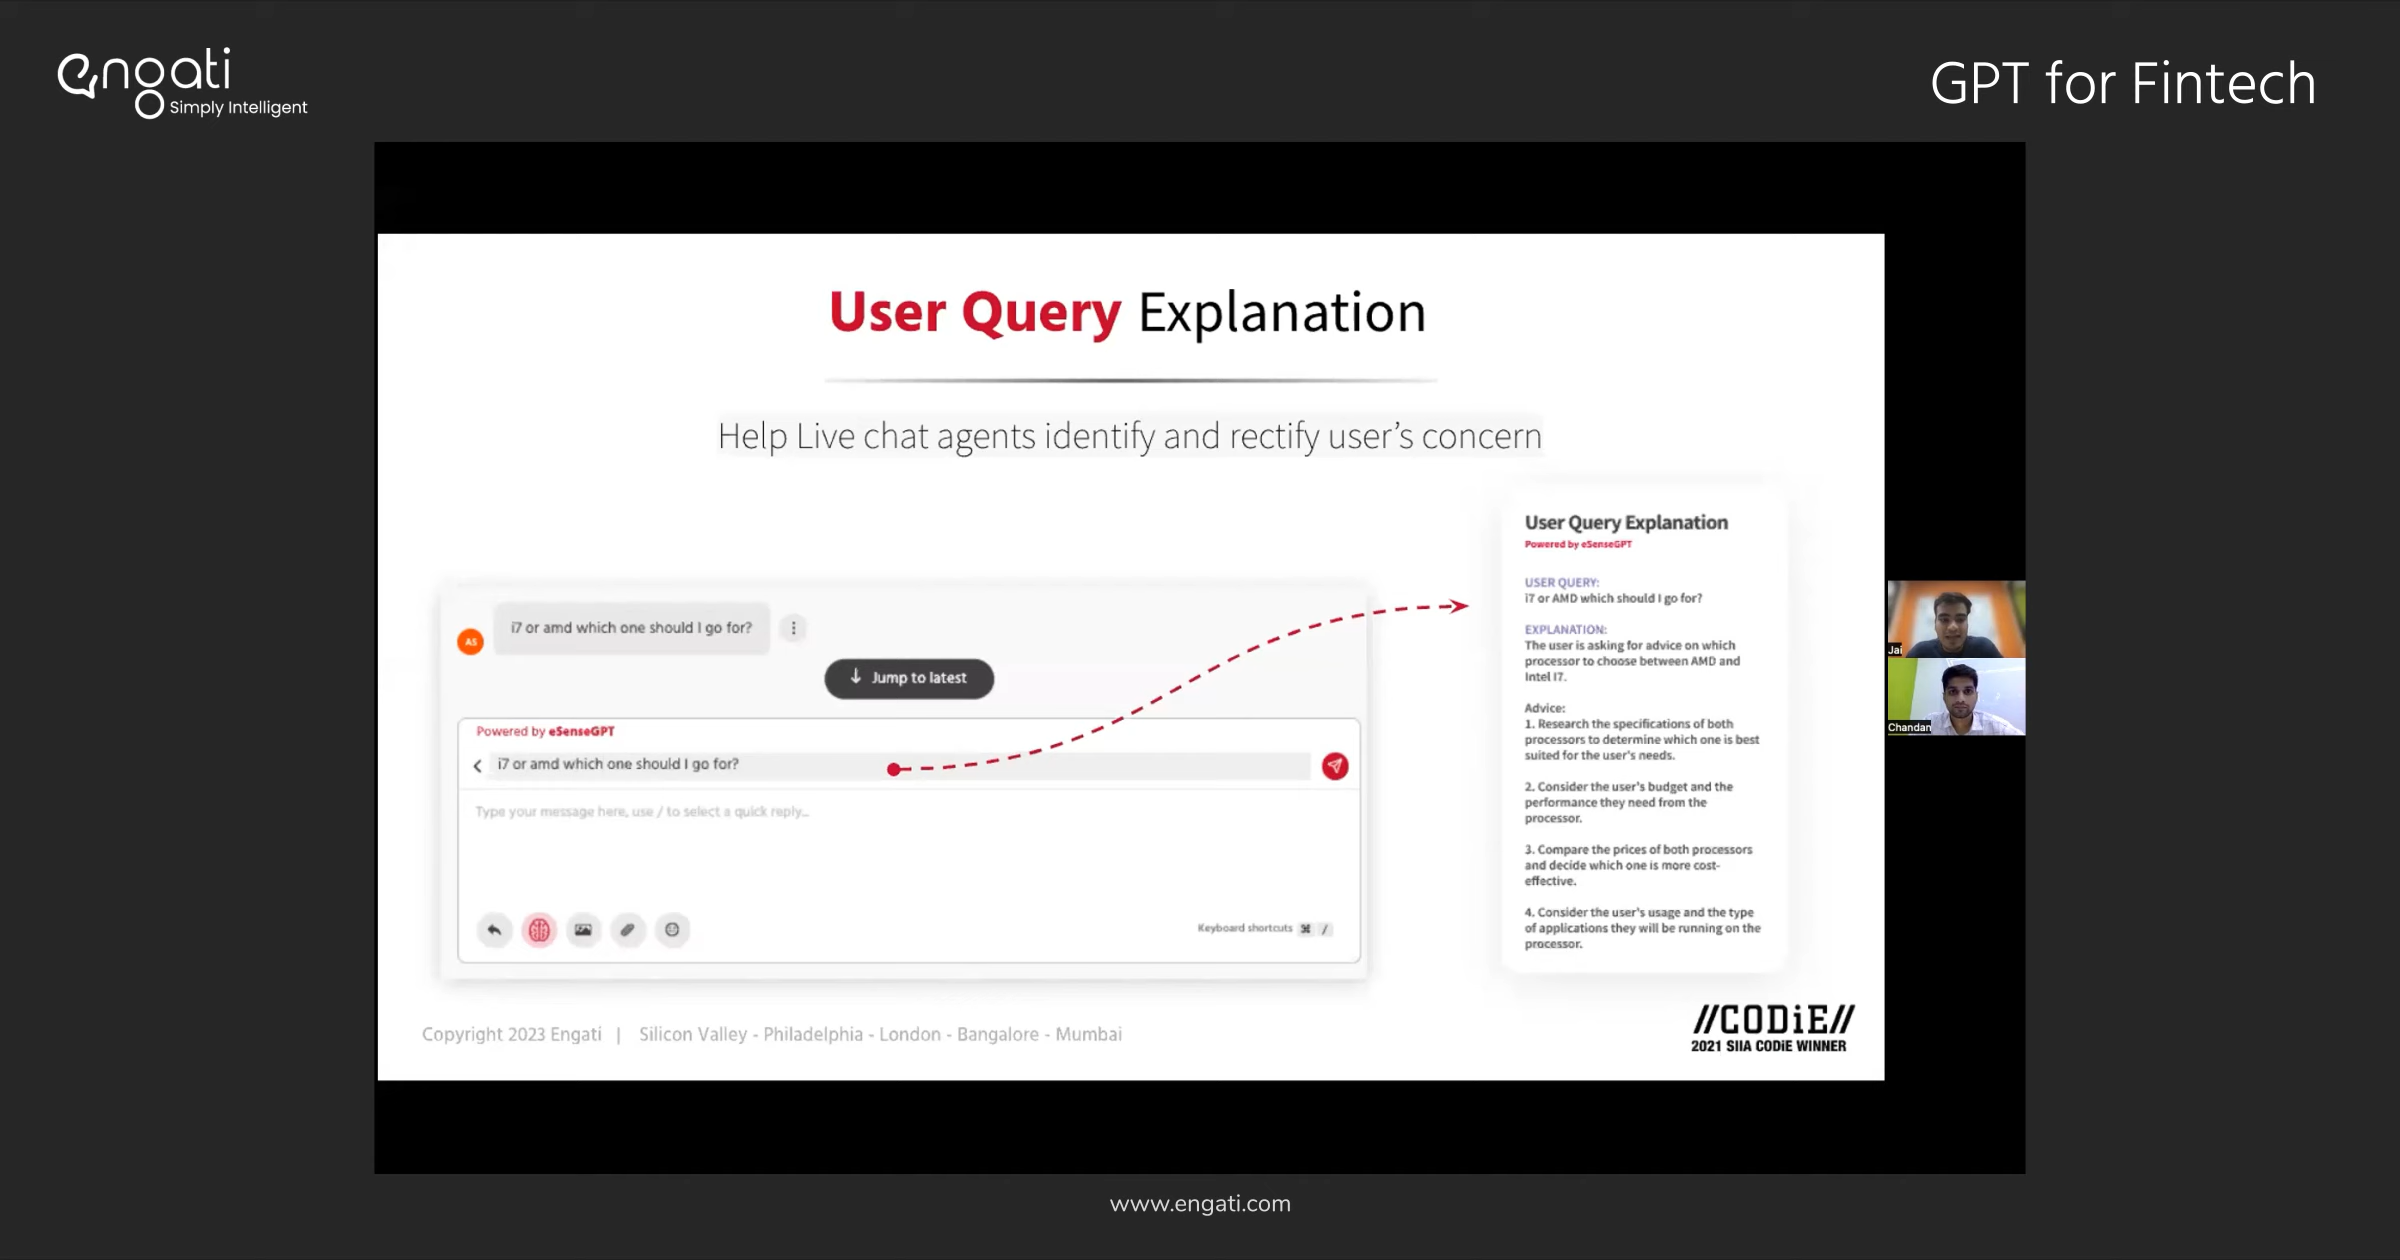 engati
Simply Intelligent
GPT for Fintech
User Query Explanation
Help Live chat agents identify and rectify user's concern
AS
i7 or amd which one should I go for?
Jump to latest
Powered by eSenseGPT
i7 or amd which one should I go for?
Type your message here, use / to select a quick reply...
Keyboard shortcuts ⌘ /
User Query Explanation
Powered by eSenseGPT
USER QUERY:
i7 or AMD which should I go for?
EXPLANATION:
The user is asking for advice on which
processor to choose between AMD and
Intel I7.
Advice:
1. Research the specifications of both
processors to determine which one is best
suited for the user's needs.
2. Consider the user's budget and the
performance they need from the
processor.
3. Compare the prices of both processors
and decide which one is more cost-
effective.
4. Consider the user's usage and the type
of applications they will be running on the
processor.
Jai
Chandan
Copyright 2023 Engati | Silicon Valley - Philadelphia - London - Bangalore - Mumbai
//CODiE//
2021 SIIA CODiE WINNER
www.engati.com